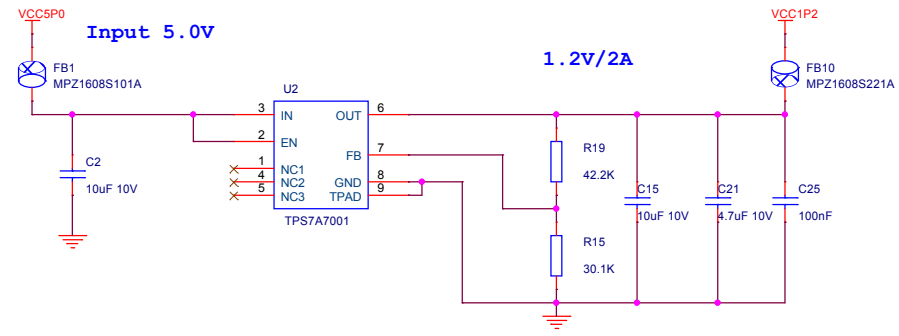 VCC5P0
Input 5.0V
VCC1P2
1.2V/2A
FB1
MPZ1608S101A
FB10
MPZ1608S221A
U2
3 IN OUT 6
2 EN
FB 7
1 NC1
4 NC2 GND 8
5 NC3 TPAD 9
TPS7A7001
C2
10uF 10V
R19
42.2K
C15
10uF 10V
C21
4.7uF 10V
C25
100nF
R15
30.1K